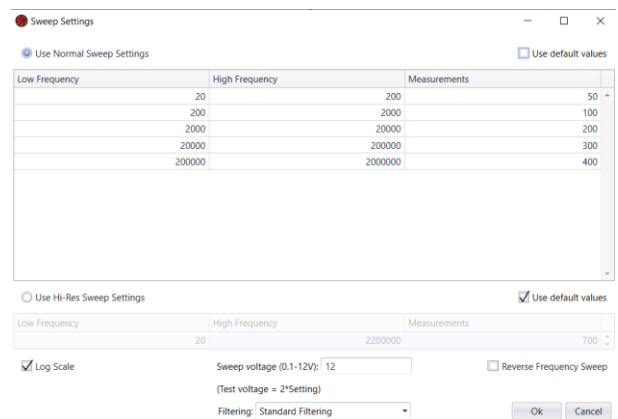 Sweep Settings
Use Normal Sweep Settings Use default values
Low Frequency High Frequency Measurements
20 200 50
200 2000 100
2000 20000 200
20000 200000 300
200000 2000000 400
Use Hi-Res Sweep Settings Use default values
Low Frequency High Frequency Measurements
20 2200000 700
Log Scale Sweep voltage (0.1-12V): 12 Reverse Frequency Sweep
(Test voltage = 2*Setting)
Filtering: Standard Filtering Ok Cancel